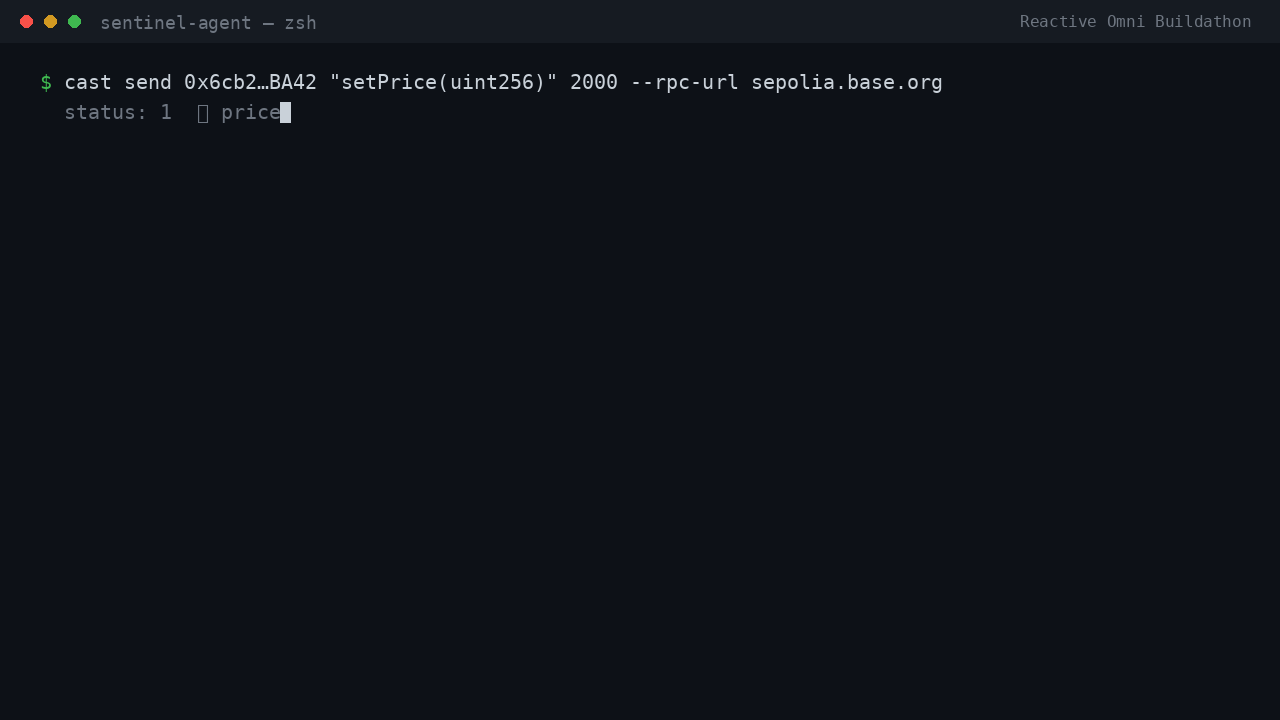 sentinel-agent — zsh
Reactive Omni Buildathon
$ cast send 0x6cb2…BA42 "setPrice(uint256)" 2000 --rpc-url sepolia.base.org
status: 1 price